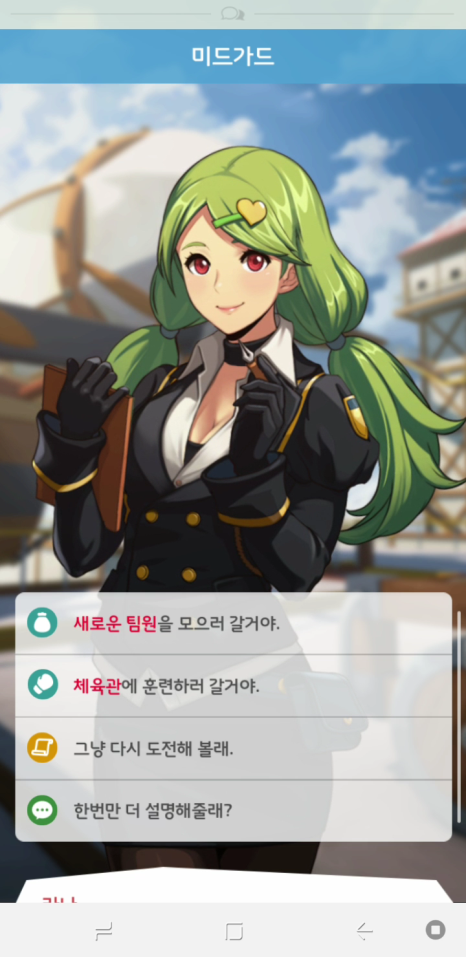 미드가드
새로운 팀원을 모으러 갈거야.
체육관에 훈련하러 갈거야.
그냥 다시 도전해 볼래.
한번만 더 설명해줄래?